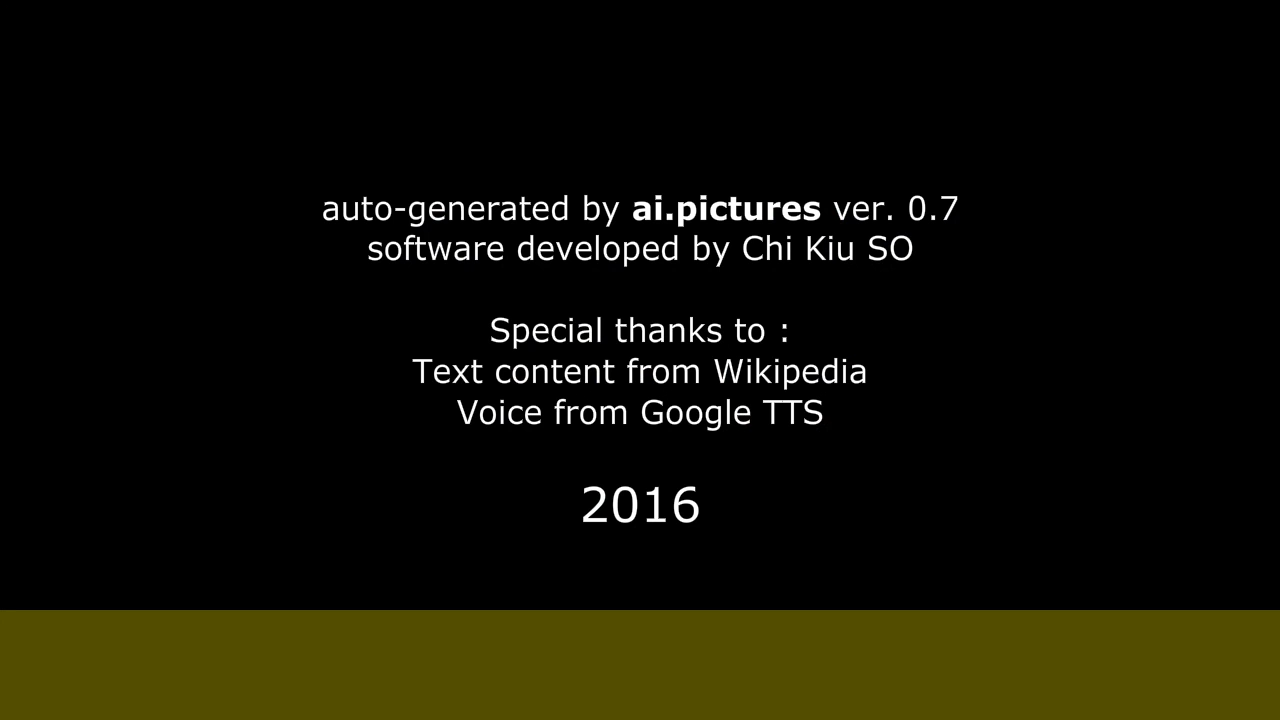 auto-generated by ai.pictures ver. 0.7
software developed by Chi Kiu SO
Special thanks to :
Text content from Wikipedia
Voice from Google TTS
2016